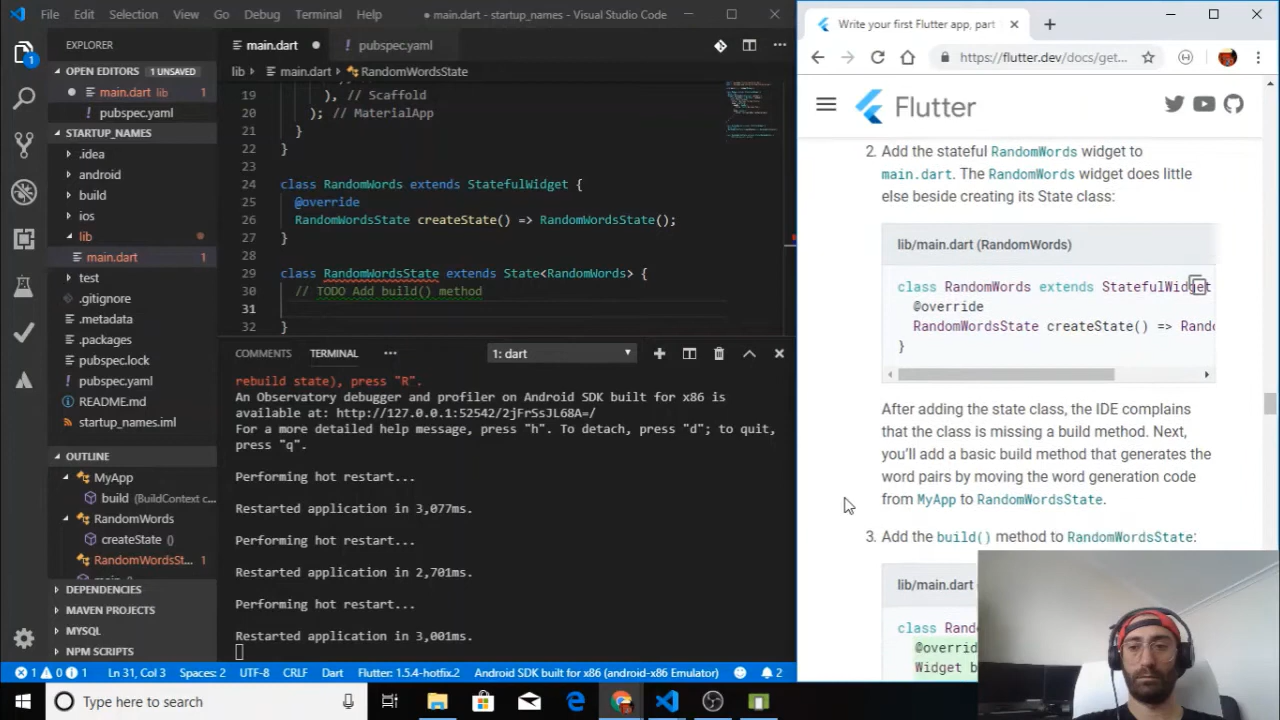 File Edit Selection View Go Debug Terminal Help
● main.dart - startup_names - Visual Studio Code
EXPLORER
OPEN EDITORS 1 UNSAVED
main.dart lib 1
pubspec.yaml
STARTUP_NAMES
.idea
android
build
ios
lib
main.dart 1
test
.gitignore
.metadata
.packages
pubspec.lock
pubspec.yaml
README.md
startup_names.iml
OUTLINE
MyApp
build (BuildContext c...
RandomWords
createState ()
RandomWordsSt... 1
DEPENDENCIES
MAVEN PROJECTS
MYSQL
NPM SCRIPTS
main.dart pubspec.yaml
lib main.dart RandomWordsState
19 ), // Scaffold
20 ); // MaterialApp
21 }
22 }
23
24 class RandomWords extends StatefulWidget {
25 @override
26 RandomWordsState createState() => RandomWordsState();
27 }
28
29 class RandomWordsState extends State<RandomWords> {
30 // TODO Add build() method
31
32 }
COMMENTS TERMINAL ••• 1: dart
rebuild state), press "R".
An Observatory debugger and profiler on Android SDK built for x86 is
available at: http://127.0.0.1:52542/2jFrSsJL68A=/
For a more detailed help message, press "h". To detach, press "d"; to quit,
press "q".
Performing hot restart...
Restarted application in 3,077ms.
Performing hot restart...
Restarted application in 2,701ms.
Performing hot restart...
Restarted application in 3,001ms.
1 0 1 Ln 31, Col 3 Spaces: 2 UTF-8 CRLF Dart Flutter: 1.5.4-hotfix.2 Android SDK built for x86 (android-x86 Emulator) 2
Type here to search
Write your first Flutter app, part
https://flutter.dev/docs/get...
Flutter
2. Add the stateful RandomWords widget to
main.dart. The RandomWords widget does little
else beside creating its State class:
lib/main.dart (RandomWords)
class RandomWords extends StatefulWidget
@override
RandomWordsState createState() => Rando
}
After adding the state class, the IDE complains
that the class is missing a build method. Next,
you'll add a basic build method that generates the
word pairs by moving the word generation code
from MyApp to RandomWordsState.
3. Add the build() method to RandomWordsState:
lib/main.dart (
class Rand
@overrid
Widget b